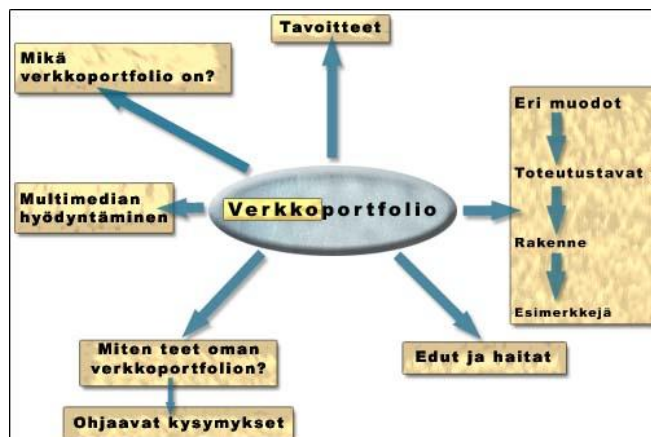 Tavoitteet
Mikä
verkkoportfolio on?
Eri muodot
Toteutustavat
Multimedian
hyödyntäminen
Verkkoportfolio
Rakenne
Esimerkkejä
Miten teet oman
verkkoportfolion?
Edut ja haitat
Ohjaavat kysymykset